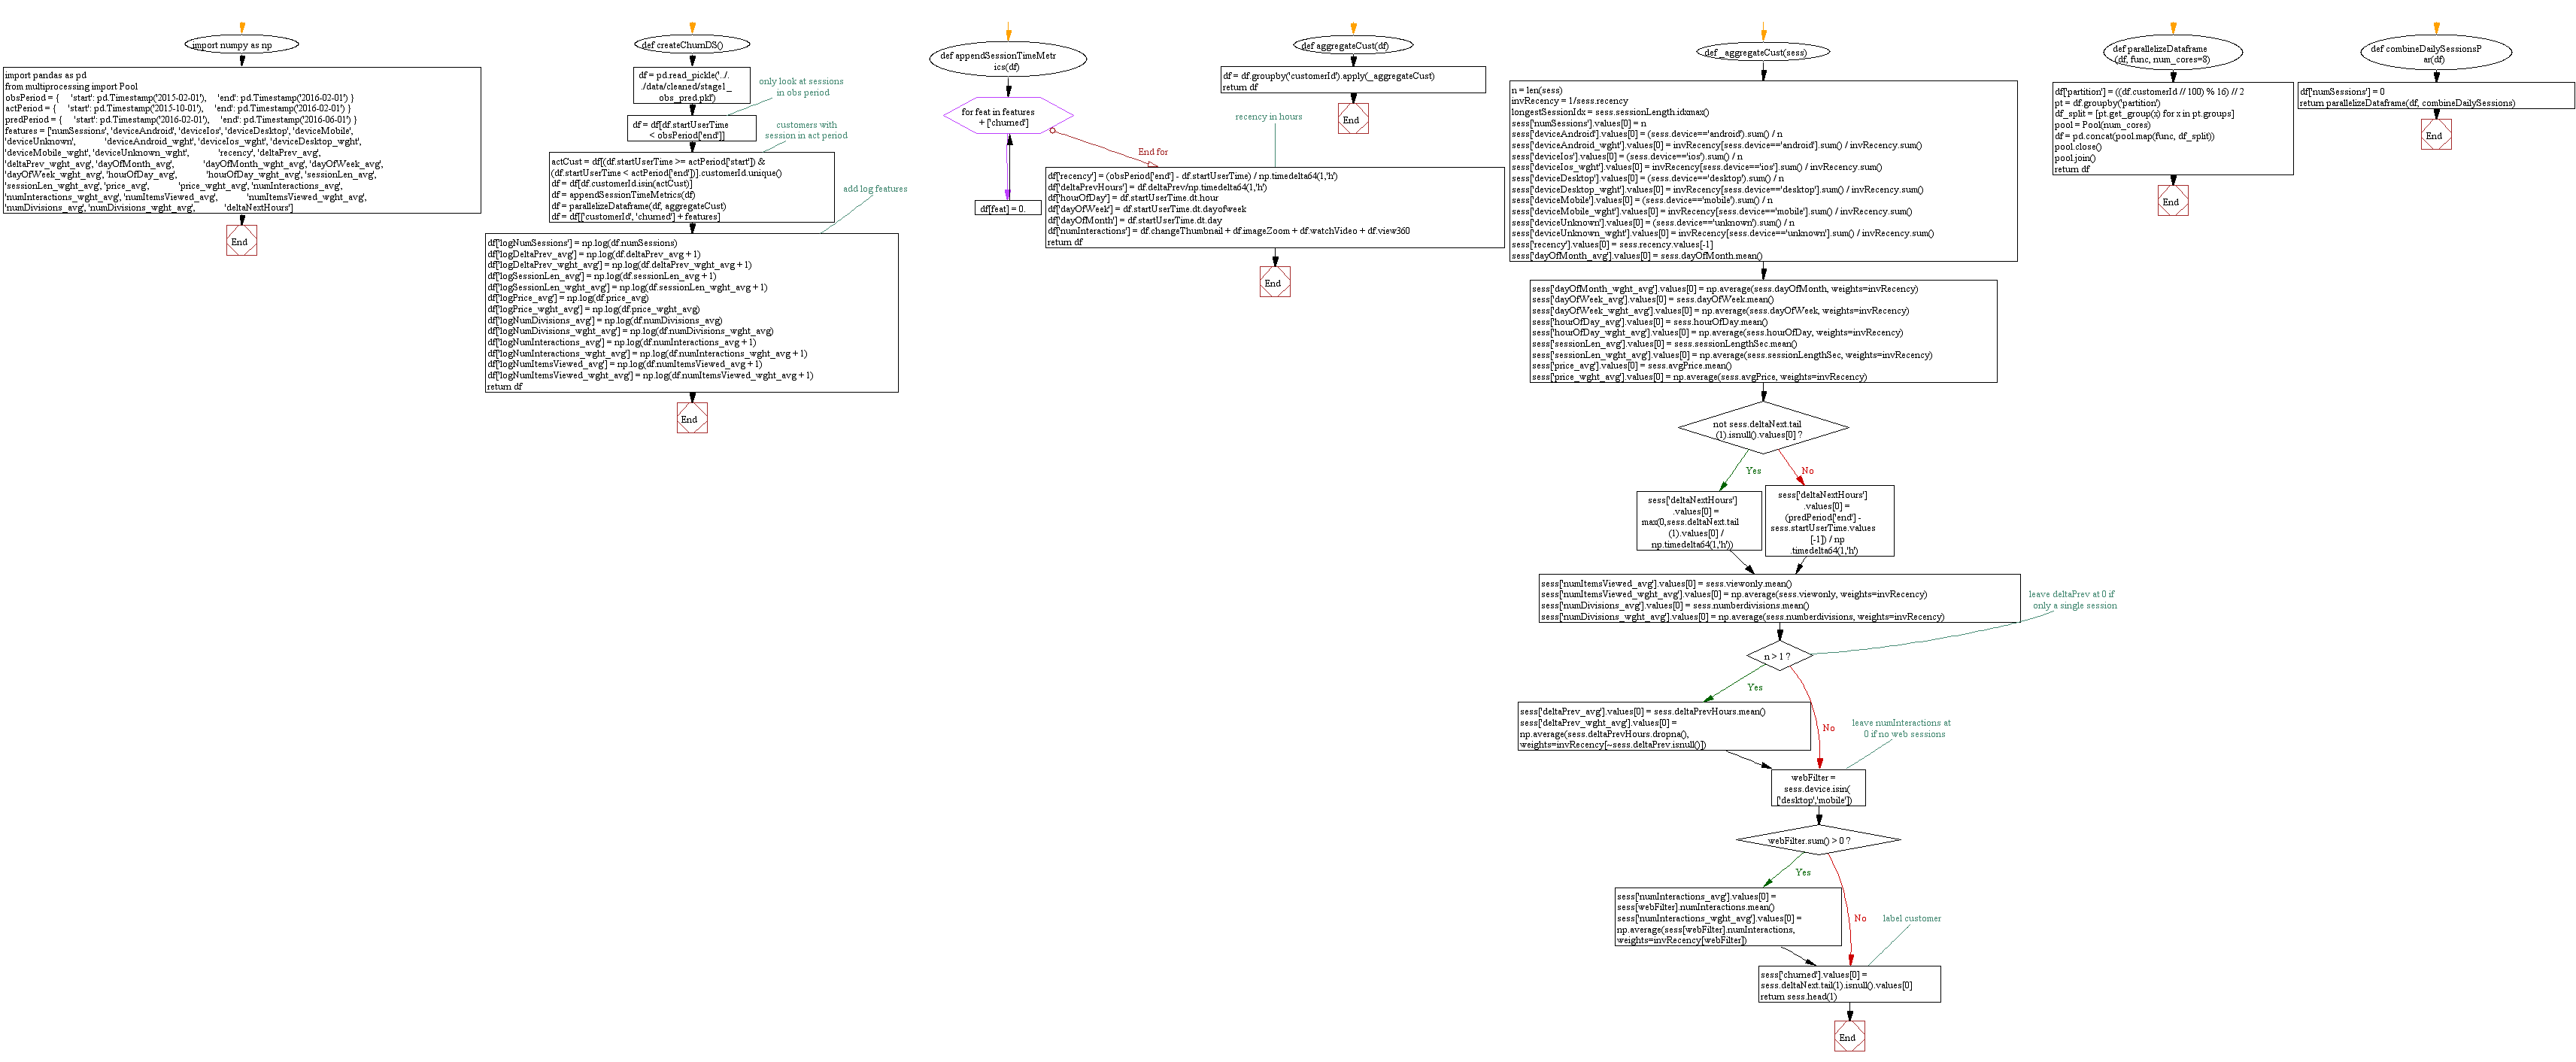 import numpy as np
import pandas as pd
from multiprocessing import Pool
obsPeriod = { 'start': pd.Timestamp('2015-02-01'), 'end': pd.Timestamp('2016-02-01') }
actPeriod = { 'start': pd.Timestamp('2015-10-01'), 'end': pd.Timestamp('2016-02-01') }
predPeriod = { 'start': pd.Timestamp('2016-02-01'), 'end': pd.Timestamp('2016-06-01') }
features = ['numSessions', 'deviceAndroid', 'deviceIos', 'deviceDesktop', 'deviceMobile',
'deviceUnknown', 'deviceAndroid_wght', 'deviceIos_wght', 'deviceDesktop_wght',
'deviceMobile_wght', 'deviceUnknown_wght', 'recency', 'deltaPrev_avg',
'deltaPrev_wght_avg', 'dayOfMonth_avg', 'dayOfMonth_wght_avg', 'dayOfWeek_avg',
'dayOfWeek_wght_avg', 'hourOfDay_avg', 'hourOfDay_wght_avg', 'sessionLen_avg',
'sessionLen_wght_avg', 'price_avg', 'price_wght_avg', 'numInteractions_avg',
'numInteractions_wght_avg', 'numItemsViewed_avg', 'numItemsViewed_wght_avg',
'numDivisions_avg', 'numDivisions_wght_avg', 'deltaNextHours']
End
def createChurnDS()
df = pd.read_pickle('../.
./data/cleaned/stage1_
obs_pred.pkl')
only look at sessions
in obs period
df = df[df.startUserTime
< obsPeriod['end']]
customers with
session in act period
actCust = df[(df.startUserTime >= actPeriod['start']) &
(df.startUserTime < actPeriod['end'])].customerId.unique()
df = df[df.customerId.isin(actCust)]
df = appendSessionTimeMetrics(df)
df = parallelizeDataframe(df, aggregateCust)
df = df[['customerId', 'churned'] + features]
add log features
df['logNumSessions'] = np.log(df.numSessions)
df['logDeltaPrev_avg'] = np.log(df.deltaPrev_avg + 1)
df['logDeltaPrev_wght_avg'] = np.log(df.deltaPrev_wght_avg + 1)
df['logSessionLen_avg'] = np.log(df.sessionLen_avg + 1)
df['logSessionLen_wght_avg'] = np.log(df.sessionLen_wght_avg + 1)
df['logPrice_avg'] = np.log(df.price_avg)
df['logPrice_wght_avg'] = np.log(df.price_wght_avg)
df['logNumDivisions_avg'] = np.log(df.numDivisions_avg)
df['logNumDivisions_wght_avg'] = np.log(df.numDivisions_wght_avg)
df['logNumInteractions_avg'] = np.log(df.numInteractions_avg + 1)
df['logNumInteractions_wght_avg'] = np.log(df.numInteractions_wght_avg + 1)
df['logNumItemsViewed_avg'] = np.log(df.numItemsViewed_avg + 1)
df['logNumItemsViewed_wght_avg'] = np.log(df.numItemsViewed_wght_avg + 1)
return df
End
def appendSessionTimeMetr
ics(df)
for feat in features
+ ['churned']
df[feat] = 0.
End for
recency in hours
df['recency'] = (obsPeriod['end'] - df.startUserTime) / np.timedelta64(1,'h')
df['deltaPrevHours'] = df.deltaPrev/np.timedelta64(1,'h')
df['hourOfDay'] = df.startUserTime.dt.hour
df['dayOfWeek'] = df.startUserTime.dt.dayofweek
df['dayOfMonth'] = df.startUserTime.dt.day
df['numInteractions'] = df.changeThumbnail + df.imageZoom + df.watchVideo + df.view360
return df
End
def aggregateCust(df)
df = df.groupby('customerId').apply(_aggregateCust)
return df
End
def _aggregateCust(sess)
n = len(sess)
invRecency = 1/sess.recency
longestSessionIdx = sess.sessionLength.idxmax()
sess['numSessions'].values[0] = n
sess['deviceAndroid'].values[0] = (sess.device=='android').sum() / n
sess['deviceAndroid_wght'].values[0] = invRecency[sess.device=='android'].sum() / invRecency.sum()
sess['deviceIos'].values[0] = (sess.device=='ios').sum() / n
sess['deviceIos_wght'].values[0] = invRecency[sess.device=='ios'].sum() / invRecency.sum()
sess['deviceDesktop'].values[0] = (sess.device=='desktop').sum() / n
sess['deviceDesktop_wght'].values[0] = invRecency[sess.device=='desktop'].sum() / invRecency.sum()
sess['deviceMobile'].values[0] = (sess.device=='mobile').sum() / n
sess['deviceMobile_wght'].values[0] = invRecency[sess.device=='mobile'].sum() / invRecency.sum()
sess['deviceUnknown'].values[0] = (sess.device=='unknown').sum() / n
sess['deviceUnknown_wght'].values[0] = invRecency[sess.device=='unknown'].sum() / invRecency.sum()
sess['recency'].values[0] = sess.recency.values[-1]
sess['dayOfMonth_avg'].values[0] = sess.dayOfMonth.mean()
sess['dayOfMonth_wght_avg'].values[0] = np.average(sess.dayOfMonth, weights=invRecency)
sess['dayOfWeek_avg'].values[0] = sess.dayOfWeek.mean()
sess['dayOfWeek_wght_avg'].values[0] = np.average(sess.dayOfWeek, weights=invRecency)
sess['hourOfDay_avg'].values[0] = sess.hourOfDay.mean()
sess['hourOfDay_wght_avg'].values[0] = np.average(sess.hourOfDay, weights=invRecency)
sess['sessionLen_avg'].values[0] = sess.sessionLengthSec.mean()
sess['sessionLen_wght_avg'].values[0] = np.average(sess.sessionLengthSec, weights=invRecency)
sess['price_avg'].values[0] = sess.avgPrice.mean()
sess['price_wght_avg'].values[0] = np.average(sess.avgPrice, weights=invRecency)
not sess.deltaNext.tail
(1).isnull().values[0] ?
Yes
No
sess['deltaNextHours']
.values[0] =
max(0,sess.deltaNext.tail
(1).values[0] /
np.timedelta64(1,'h'))
sess['deltaNextHours']
.values[0] =
(predPeriod['end'] -
sess.startUserTime.values
[-1]) / np
.timedelta64(1,'h')
sess['numItemsViewed_avg'].values[0] = sess.viewonly.mean()
sess['numItemsViewed_wght_avg'].values[0] = np.average(sess.viewonly, weights=invRecency)
sess['numDivisions_avg'].values[0] = sess.numberdivisions.mean()
sess['numDivisions_wght_avg'].values[0] = np.average(sess.numberdivisions, weights=invRecency)
leave deltaPrev at 0 if
only a single session
n > 1 ?
Yes
No
sess['deltaPrev_avg'].values[0] = sess.deltaPrevHours.mean()
sess['deltaPrev_wght_avg'].values[0] =
np.average(sess.deltaPrevHours.dropna(),
weights=invRecency[~sess.deltaPrev.isnull()])
leave numInteractions at
0 if no web sessions
webFilter =
sess.device.isin(
['desktop','mobile'])
webFilter.sum() > 0 ?
Yes
No
sess['numInteractions_avg'].values[0] =
sess[webFilter].numInteractions.mean()
sess['numInteractions_wght_avg'].values[0] =
np.average(sess[webFilter].numInteractions,
weights=invRecency[webFilter])
label customer
sess['churned'].values[0] =
sess.deltaNext.tail(1).isnull().values[0]
return sess.head(1)
End
def parallelizeDataframe
(df, func, num_cores=8)
df['partition'] = ((df.customerId // 100) % 16) // 2
pt = df.groupby('partition')
df_split = [pt.get_group(x) for x in pt.groups]
pool = Pool(num_cores)
df = pd.concat(pool.map(func, df_split))
pool.close()
pool.join()
return df
End
def combineDailySessionsP
ar(df)
df['numSessions'] = 0
return parallelizeDataframe(df, combineDailySessions)
End